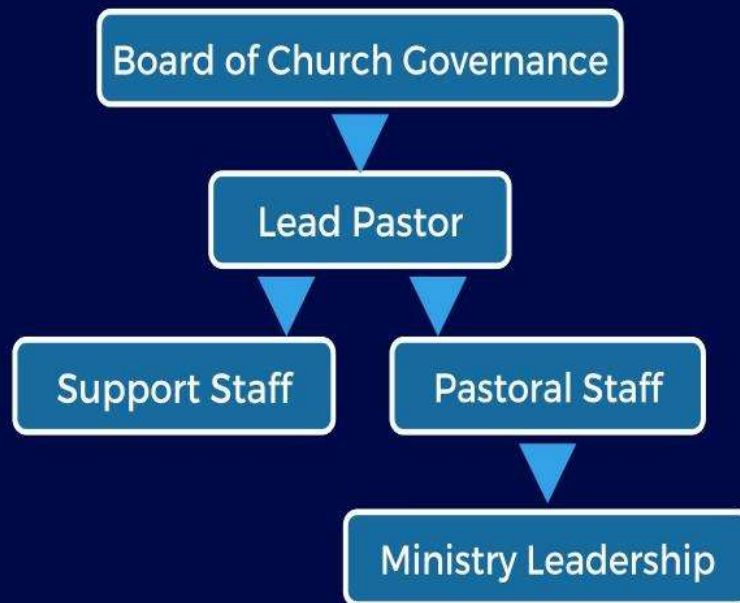 Board of Church Governance
Lead Pastor
Support Staff
Pastoral Staff
Ministry Leadership